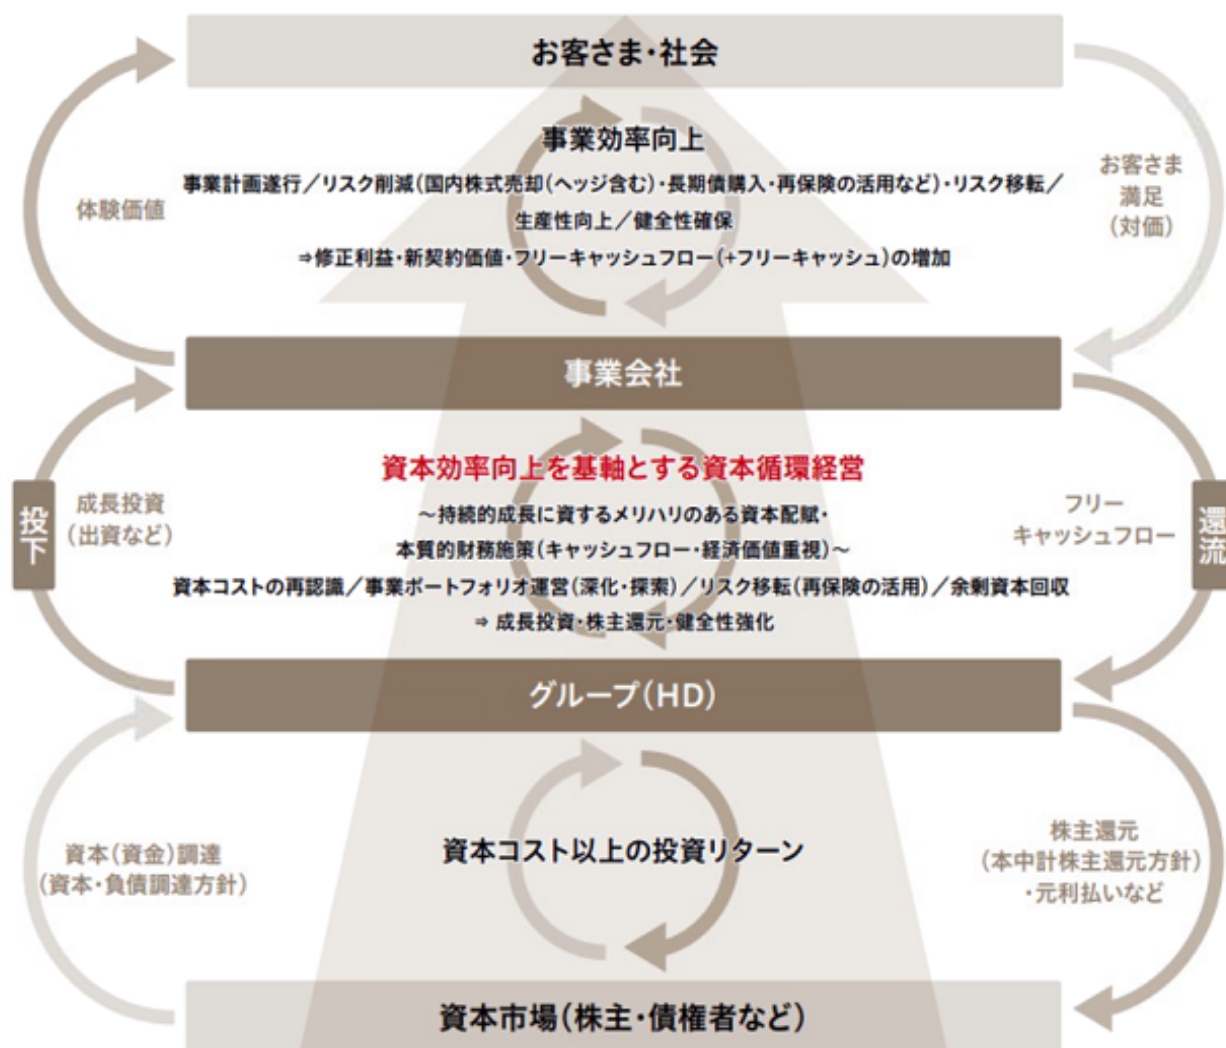 お客さま・社会
事業効率向上
事業計画遂行／リスク削減(国内株式売却(ヘッジ含む)・長期債購入・再保険の活用など)・リスク移転／
生産性向上／健全性確保
⇒修正利益・新契約価値・フリーキャッシュフロー(+フリーキャッシュ)の増加
体験価値
お客さま
満足
(対価)
事業会社
資本効率向上を基軸とする資本循環経営
～持続的成長に資するメリハリのある資本配賦・
本質的財務施策(キャッシュフロー・経済価値重視)～
資本コストの再認識／事業ポートフォリオ運営(深化・探索)／リスク移転(再保険の活用)／余剰資本回収
⇒ 成長投資・株主還元・健全性強化
投下
成長投資
(出資など)
フリー
キャッシュフロー
還流
グループ(HD)
資本コスト以上の投資リターン
資本(資金)調達
(資本・負債調達方針)
株主還元
(本中計株主還元方針)
・元利払いなど
資本市場(株主・債権者など)